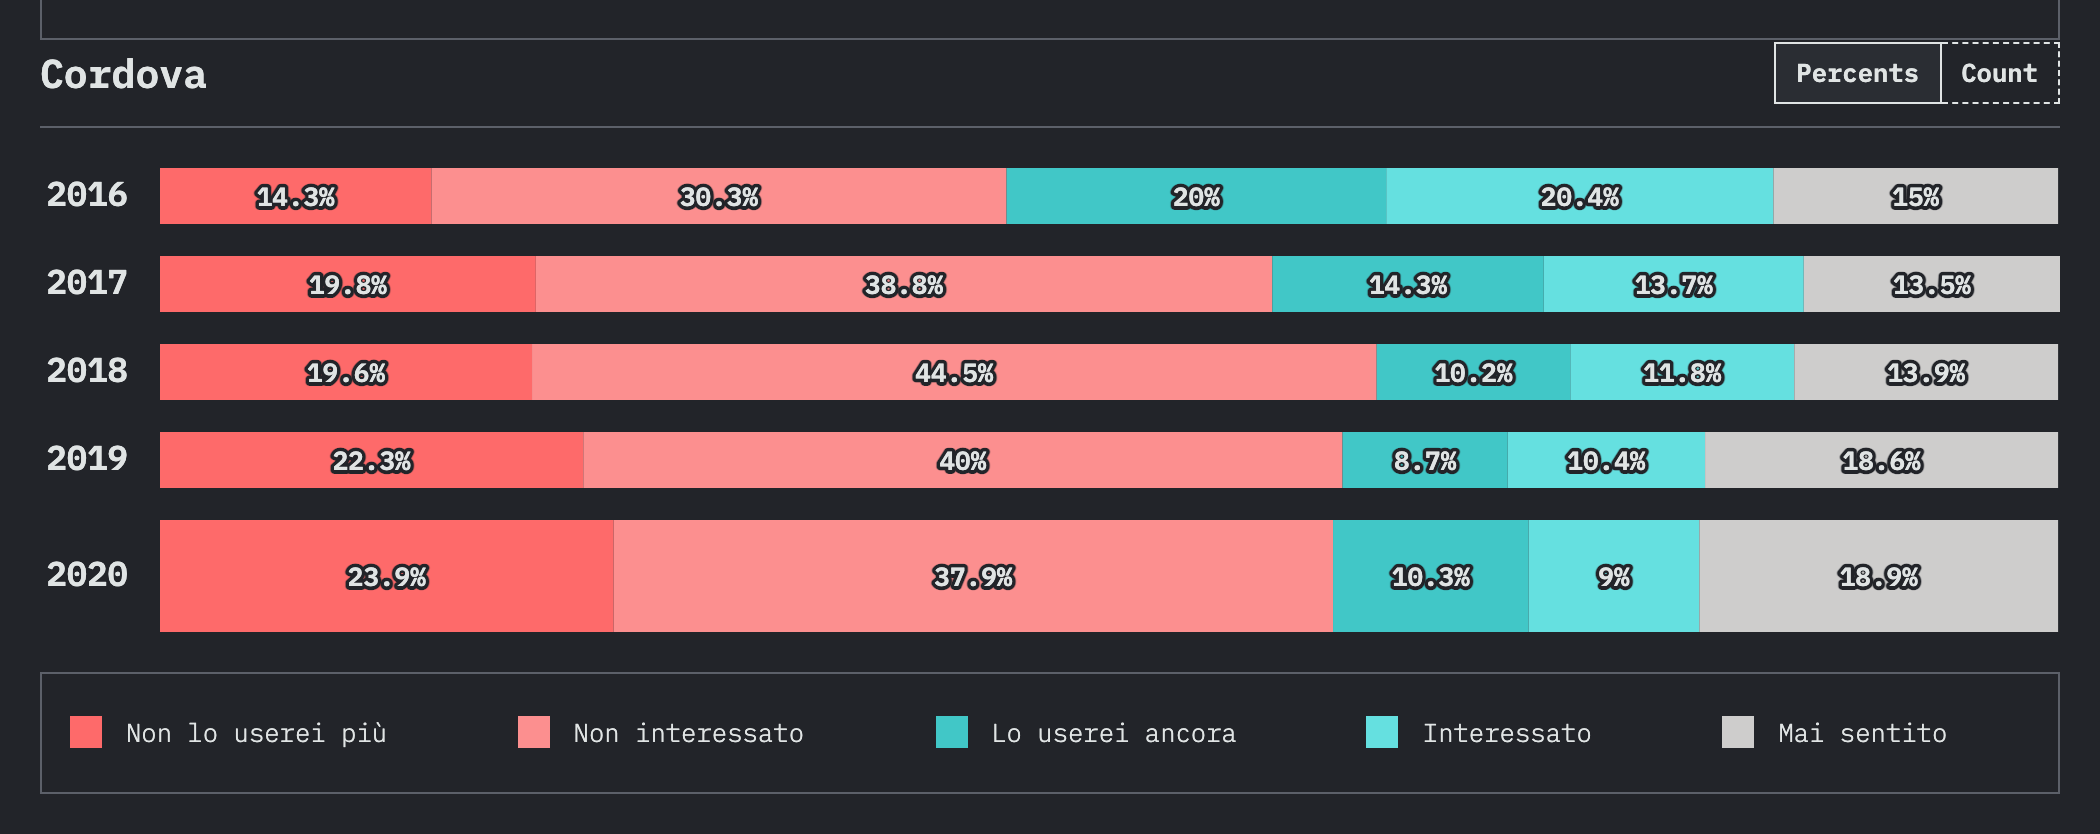 Cordova
Percents Count
2016 14.3% 30.3% 20% 20.4% 15%
2017 19.8% 38.8% 14.3% 13.7% 13.5%
2018 19.6% 44.5% 10.2% 11.8% 13.9%
2019 22.3% 40% 8.7% 10.4% 18.6%
2020 23.9% 37.9% 10.3% 9% 18.9%
Non lo userei più Non interessato Lo userei ancora Interessato Mai sentito